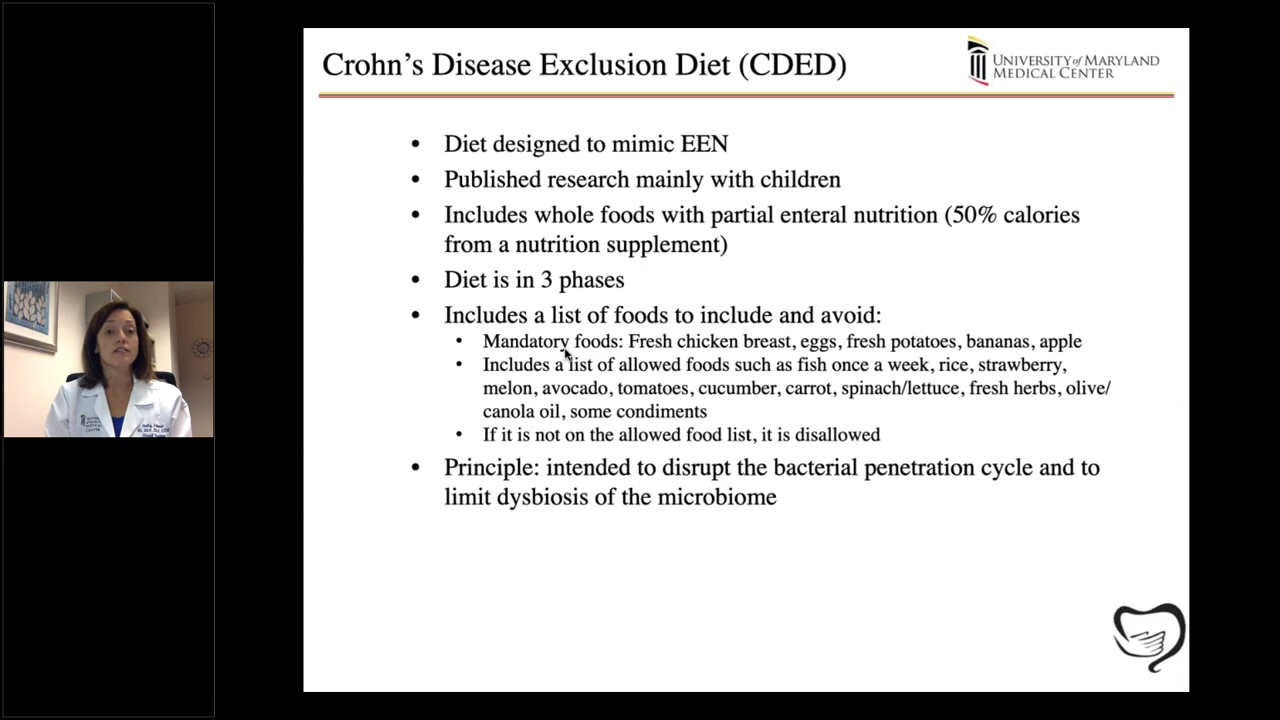 Crohn's Disease Exclusion Diet (CDED)
UNIVERSITY of MARYLAND
MEDICAL CENTER
• Diet designed to mimic EEN
• Published research mainly with children
• Includes whole foods with partial enteral nutrition (50% calories
from a nutrition supplement)
• Diet is in 3 phases
• Includes a list of foods to include and avoid:
• Mandatory foods: Fresh chicken breast, eggs, fresh potatoes, bananas, apple
• Includes a list of allowed foods such as fish once a week, rice, strawberry,
melon, avocado, tomatoes, cucumber, carrot, spinach/lettuce, fresh herbs, olive/
canola oil, some condiments
• If it is not on the allowed food list, it is disallowed
• Principle: intended to disrupt the bacterial penetration cycle and to
limit dysbiosis of the microbiome